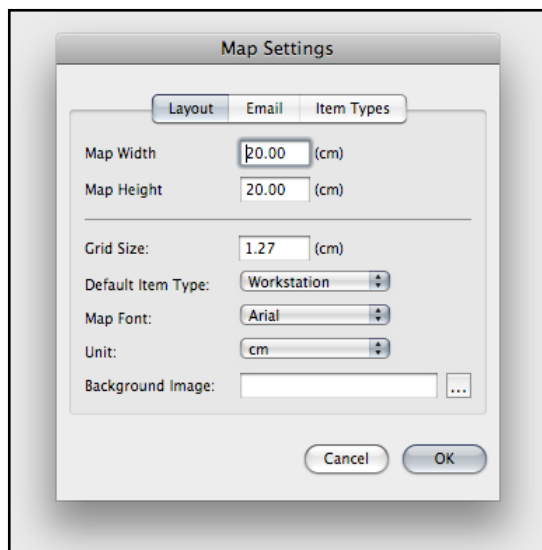 Map Settings
Layout Email Item Types
Map Width 20.00 (cm)
Map Height 20.00 (cm)
Grid Size: 1.27 (cm)
Default Item Type: Workstation
Map Font: Arial
Unit: cm
Background Image: ...
Cancel OK